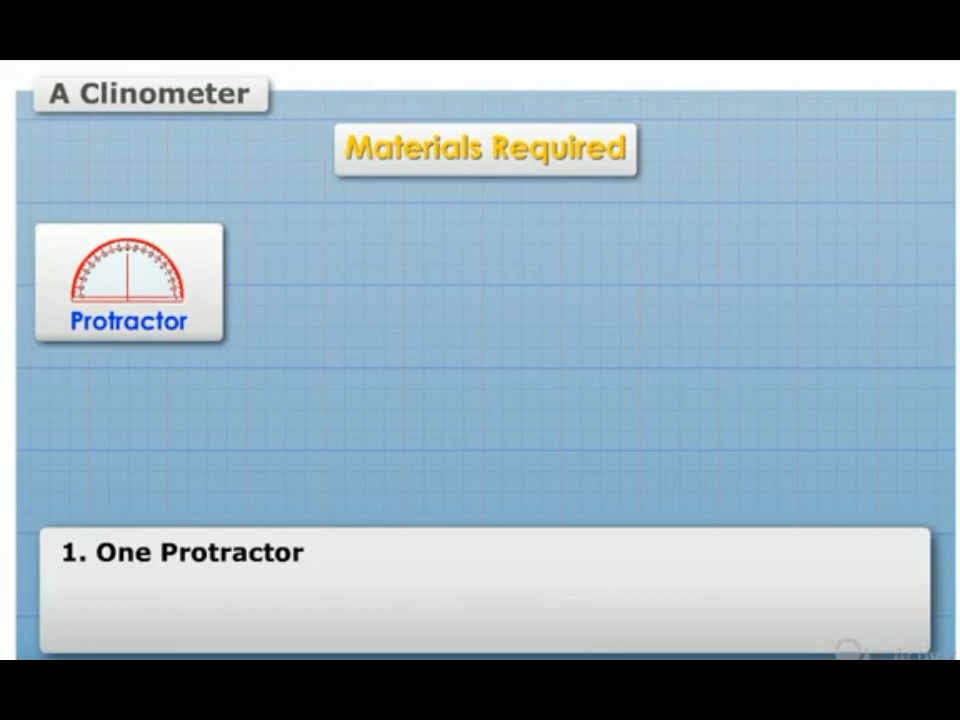 A Clinometer
Materials Required
Protractor
1. One Protractor